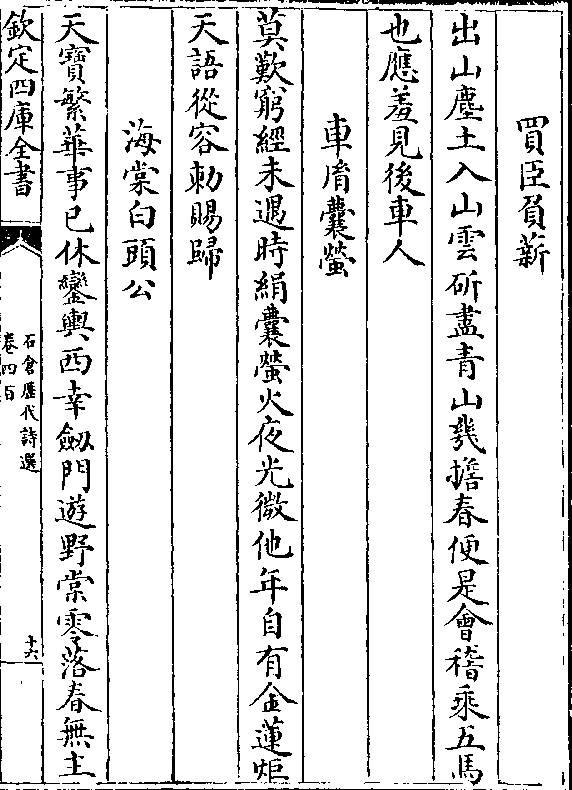 買臣負薪
出山塵土入山雲斫盡青山幾擔春便是會稽乘五馬
也應羞見後車人
車胤囊螢
莫歎窮經未遇時絹囊螢火夜光微他年自有金蓮炬
天語從容勅賜歸
海棠白頭公
天寶繁華事已休鑾輿西幸劔門遊野棠零落春無主
欽定四庫全書
石倉歷代詩選
卷四百
十六